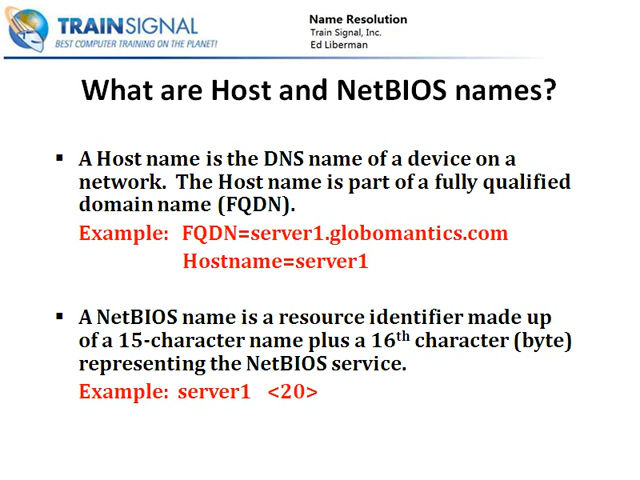 TRAINSIGNAL
BEST COMPUTER TRAINING ON THE PLANET!
Name Resolution
Train Signal, Inc.
Ed Liberman
What are Host and NetBIOS names?
▪ A Host name is the DNS name of a device on a
network. The Host name is part of a fully qualified
domain name (FQDN).
Example: FQDN=server1.globomantics.com
Hostname=server1
▪ A NetBIOS name is a resource identifier made up
of a 15-character name plus a 16th character (byte)
representing the NetBIOS service.
Example: server1 <20>